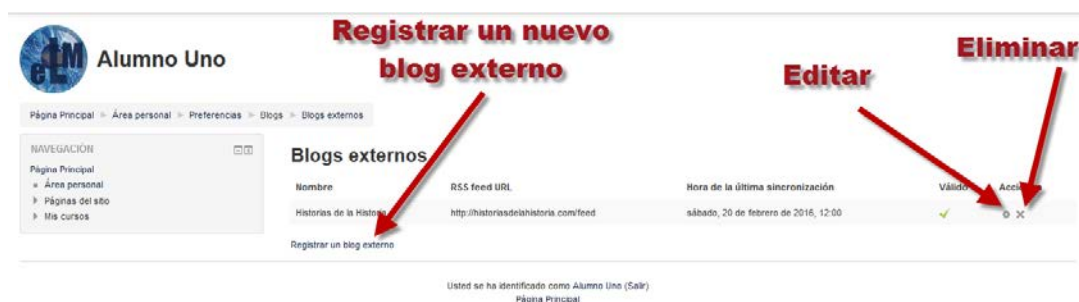 Registrar un nuevo
blog externo
Eliminar
Editar
Alumno Uno
Página Principal Área personal Preferencias Blogs Blogs externos
NAVEGACIÓN
Página Principal
Área personal
Páginas del sitio
Mis cursos
Blogs externos
Nombre RSS feed URL Hora de la última sincronización Válido
Historias de la Historia http://historiasdelahistoria.com/feed sábado, 20 de febrero de 2016, 12:00
Registrar un blog externo
Usted se ha identificado como Alumno Uno (Salir)
Página Principal